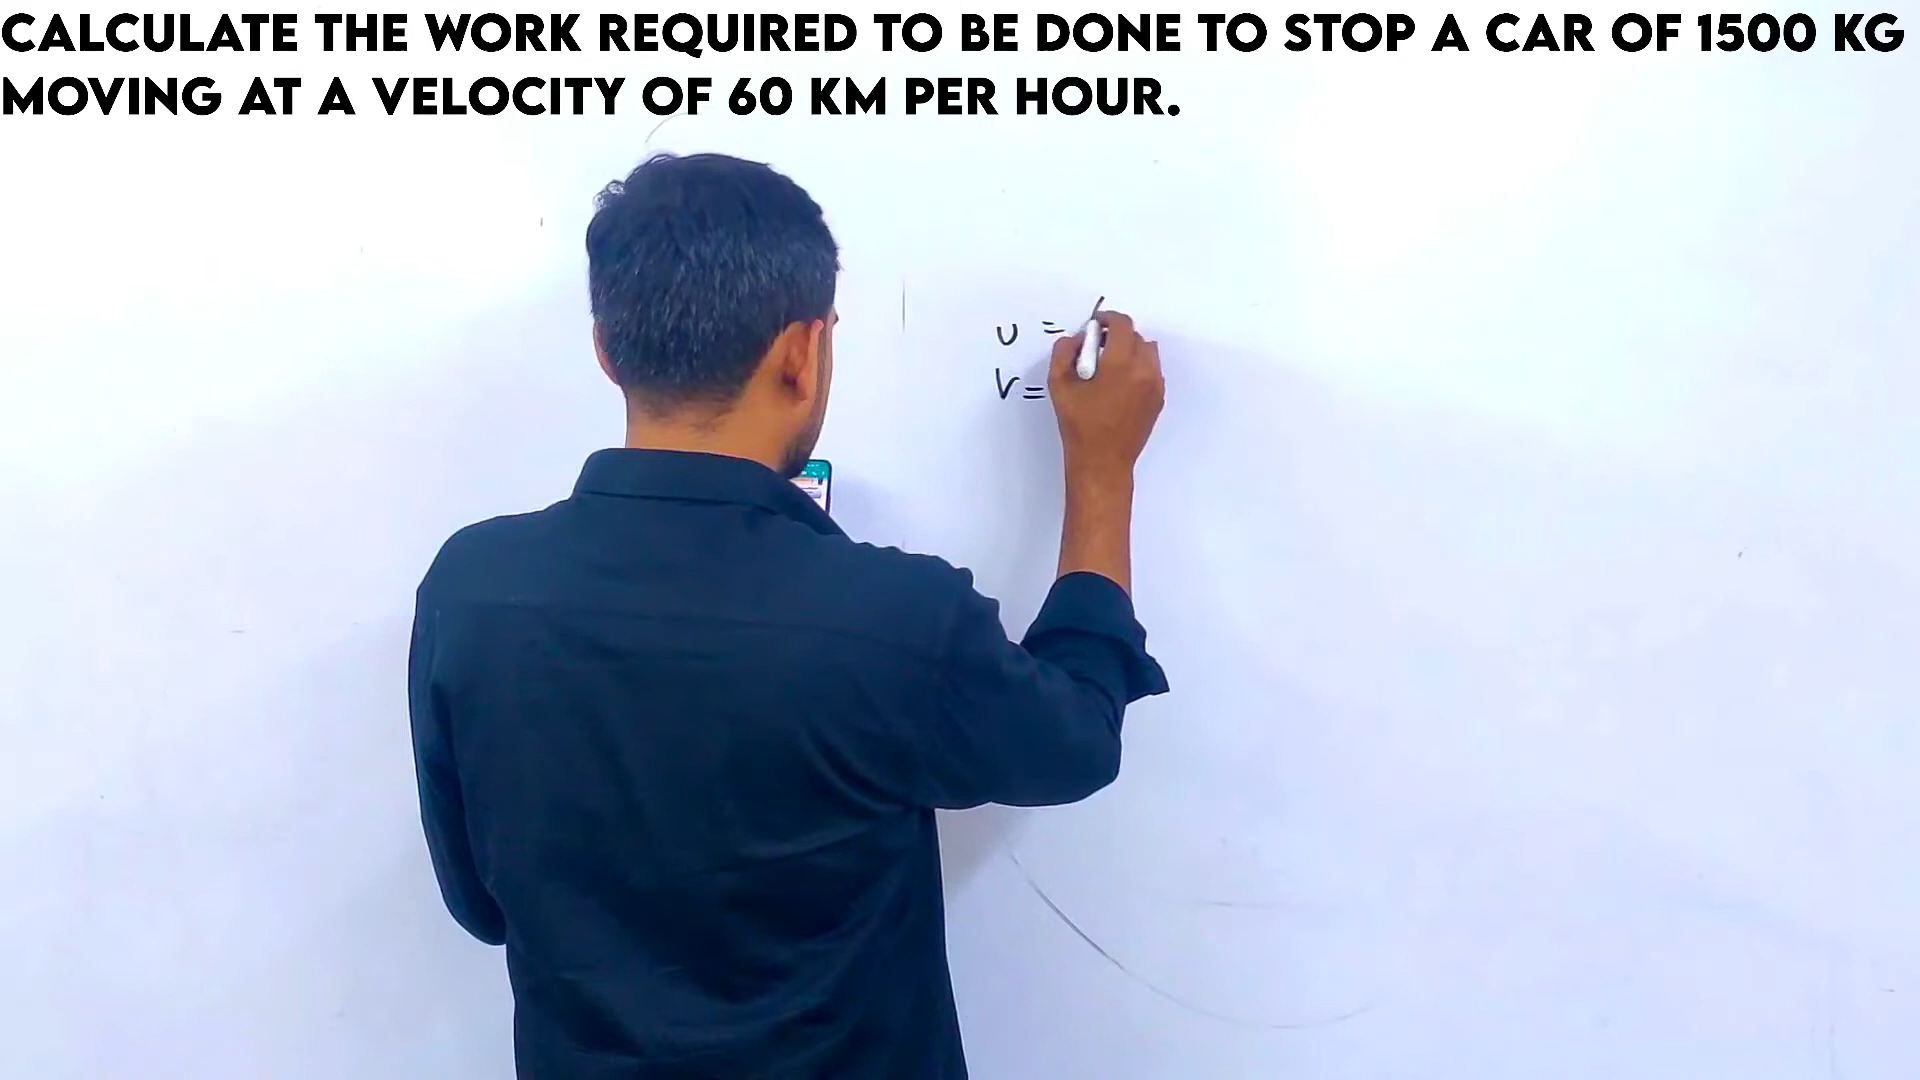 CALCULATE THE WORK REQUIRED TO BE DONE TO STOP A CAR OF 1500 KG
MOVING AT A VELOCITY OF 60 KM PER HOUR.
u =
V =